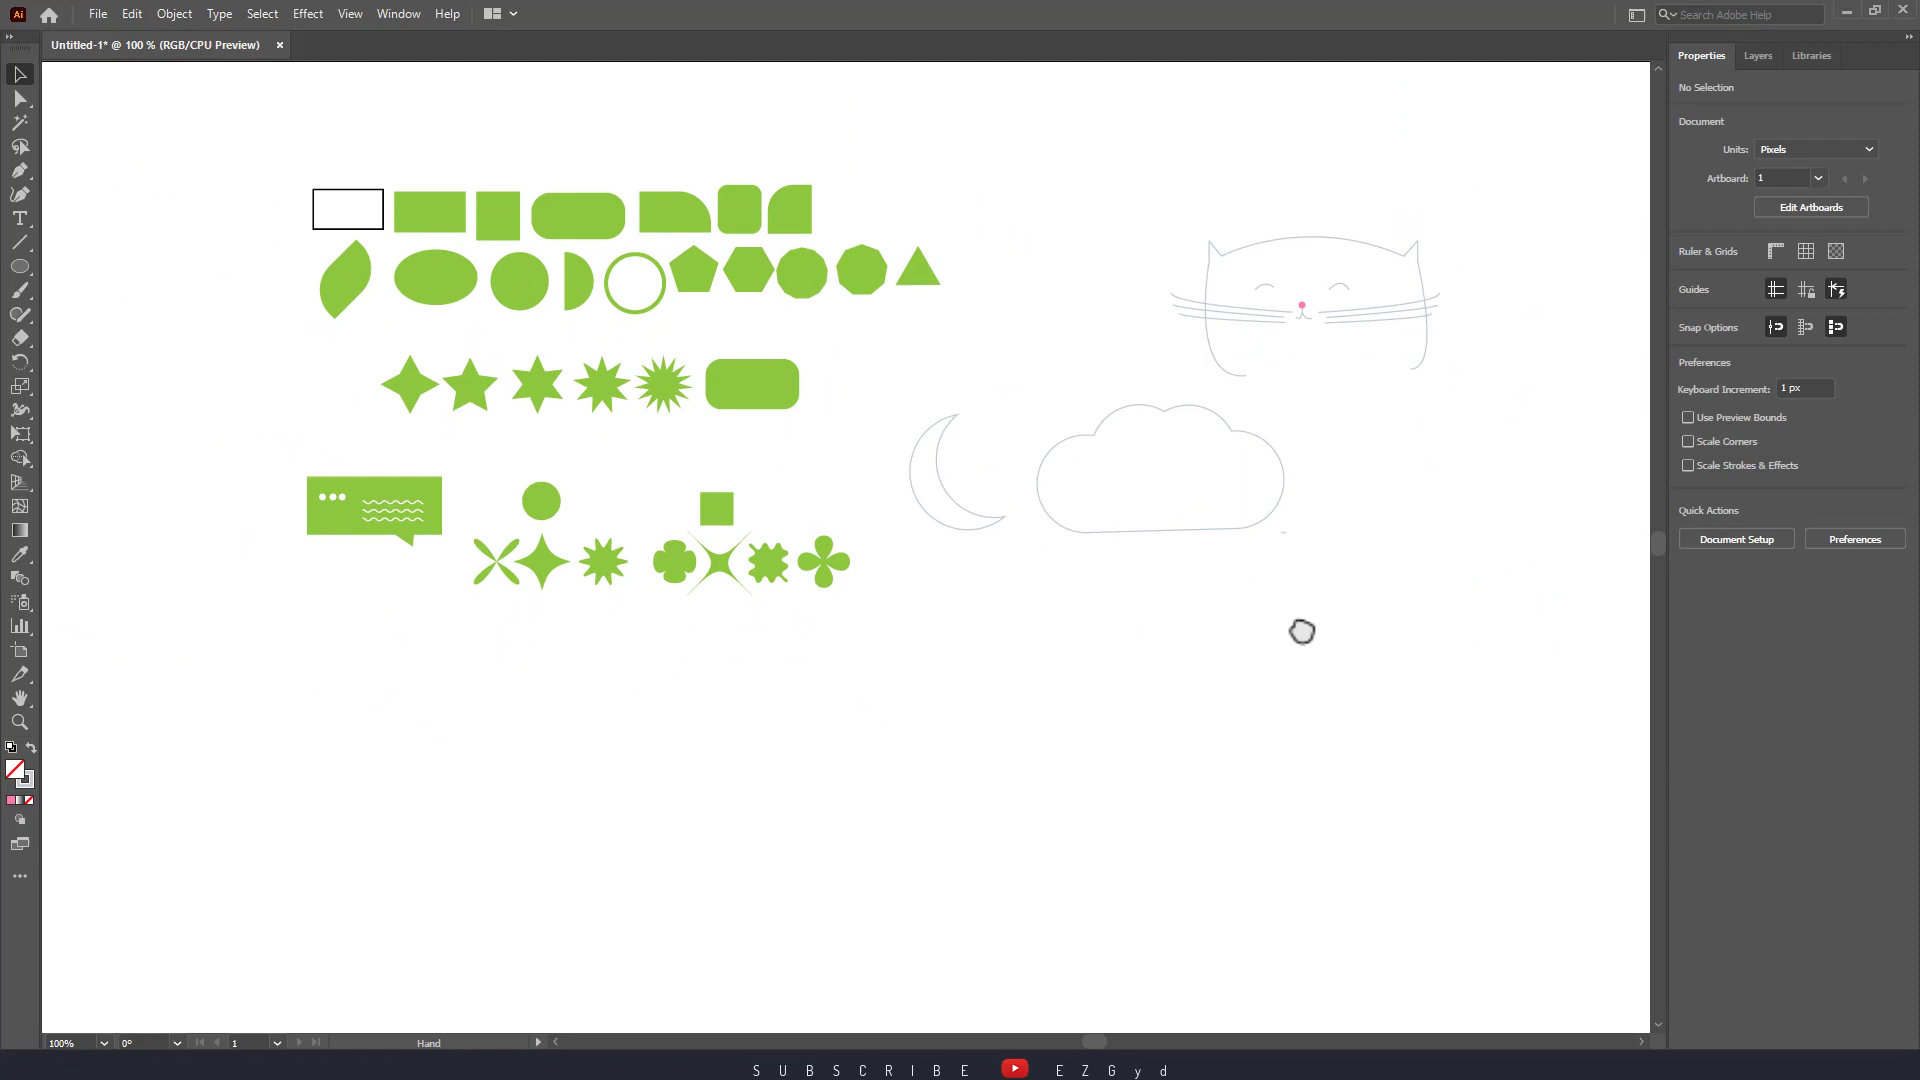 Ai File Edit Object Type Select Effect View Window Help Search Adobe Help
Untitled-1* @ 100 % (RGB/CPU Preview) ×
Properties Layers Libraries
No Selection
Document
Units: Pixels
Artboard: 1
Edit Artboards
Ruler & Grids
Guides
Snap Options
Preferences
Keyboard Increment: 1 px
Use Preview Bounds
Scale Corners
Scale Strokes & Effects
Quick Actions
Document Setup Preferences
100% 0° 1 Hand
SUBSCRIBE EZGyd